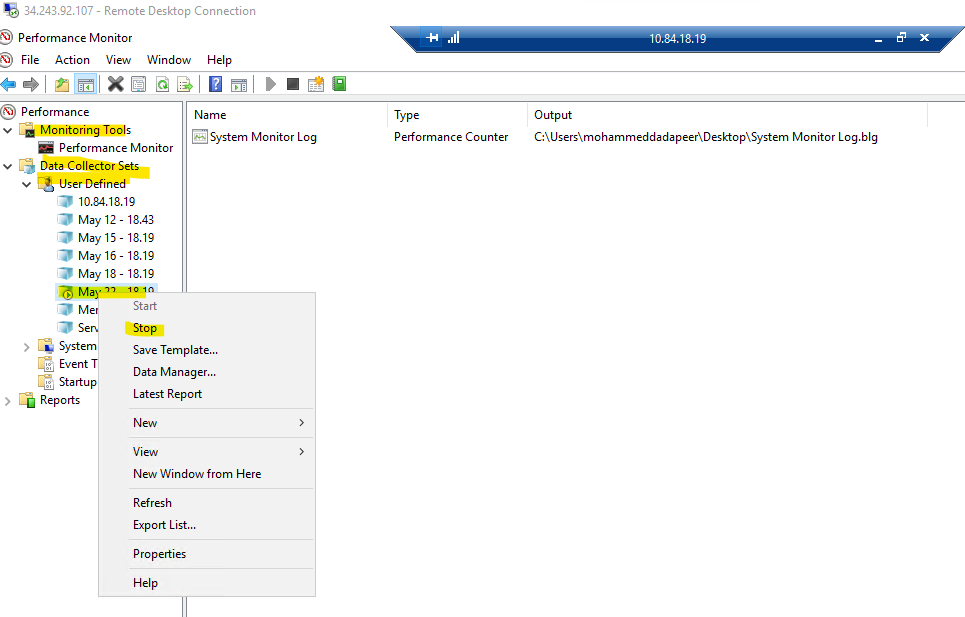 34.243.92.107 - Remote Desktop Connection
Performance Monitor
10.84.18.19
File Action View Window Help
Performance
Monitoring Tools
Performance Monitor
Data Collector Sets
User Defined
10.84.18.19
May 12 - 18.43
May 15 - 18.19
May 16 - 18.19
May 18 - 18.19
May 22 - 18.19
Mer
Serv
System
Event T
Startup
Reports
Name Type Output
System Monitor Log Performance Counter C:\Users\mohammeddadapeer\Desktop\System Monitor Log.blg
Start
Stop
Save Template...
Data Manager...
Latest Report
New
View
New Window from Here
Refresh
Export List...
Properties
Help